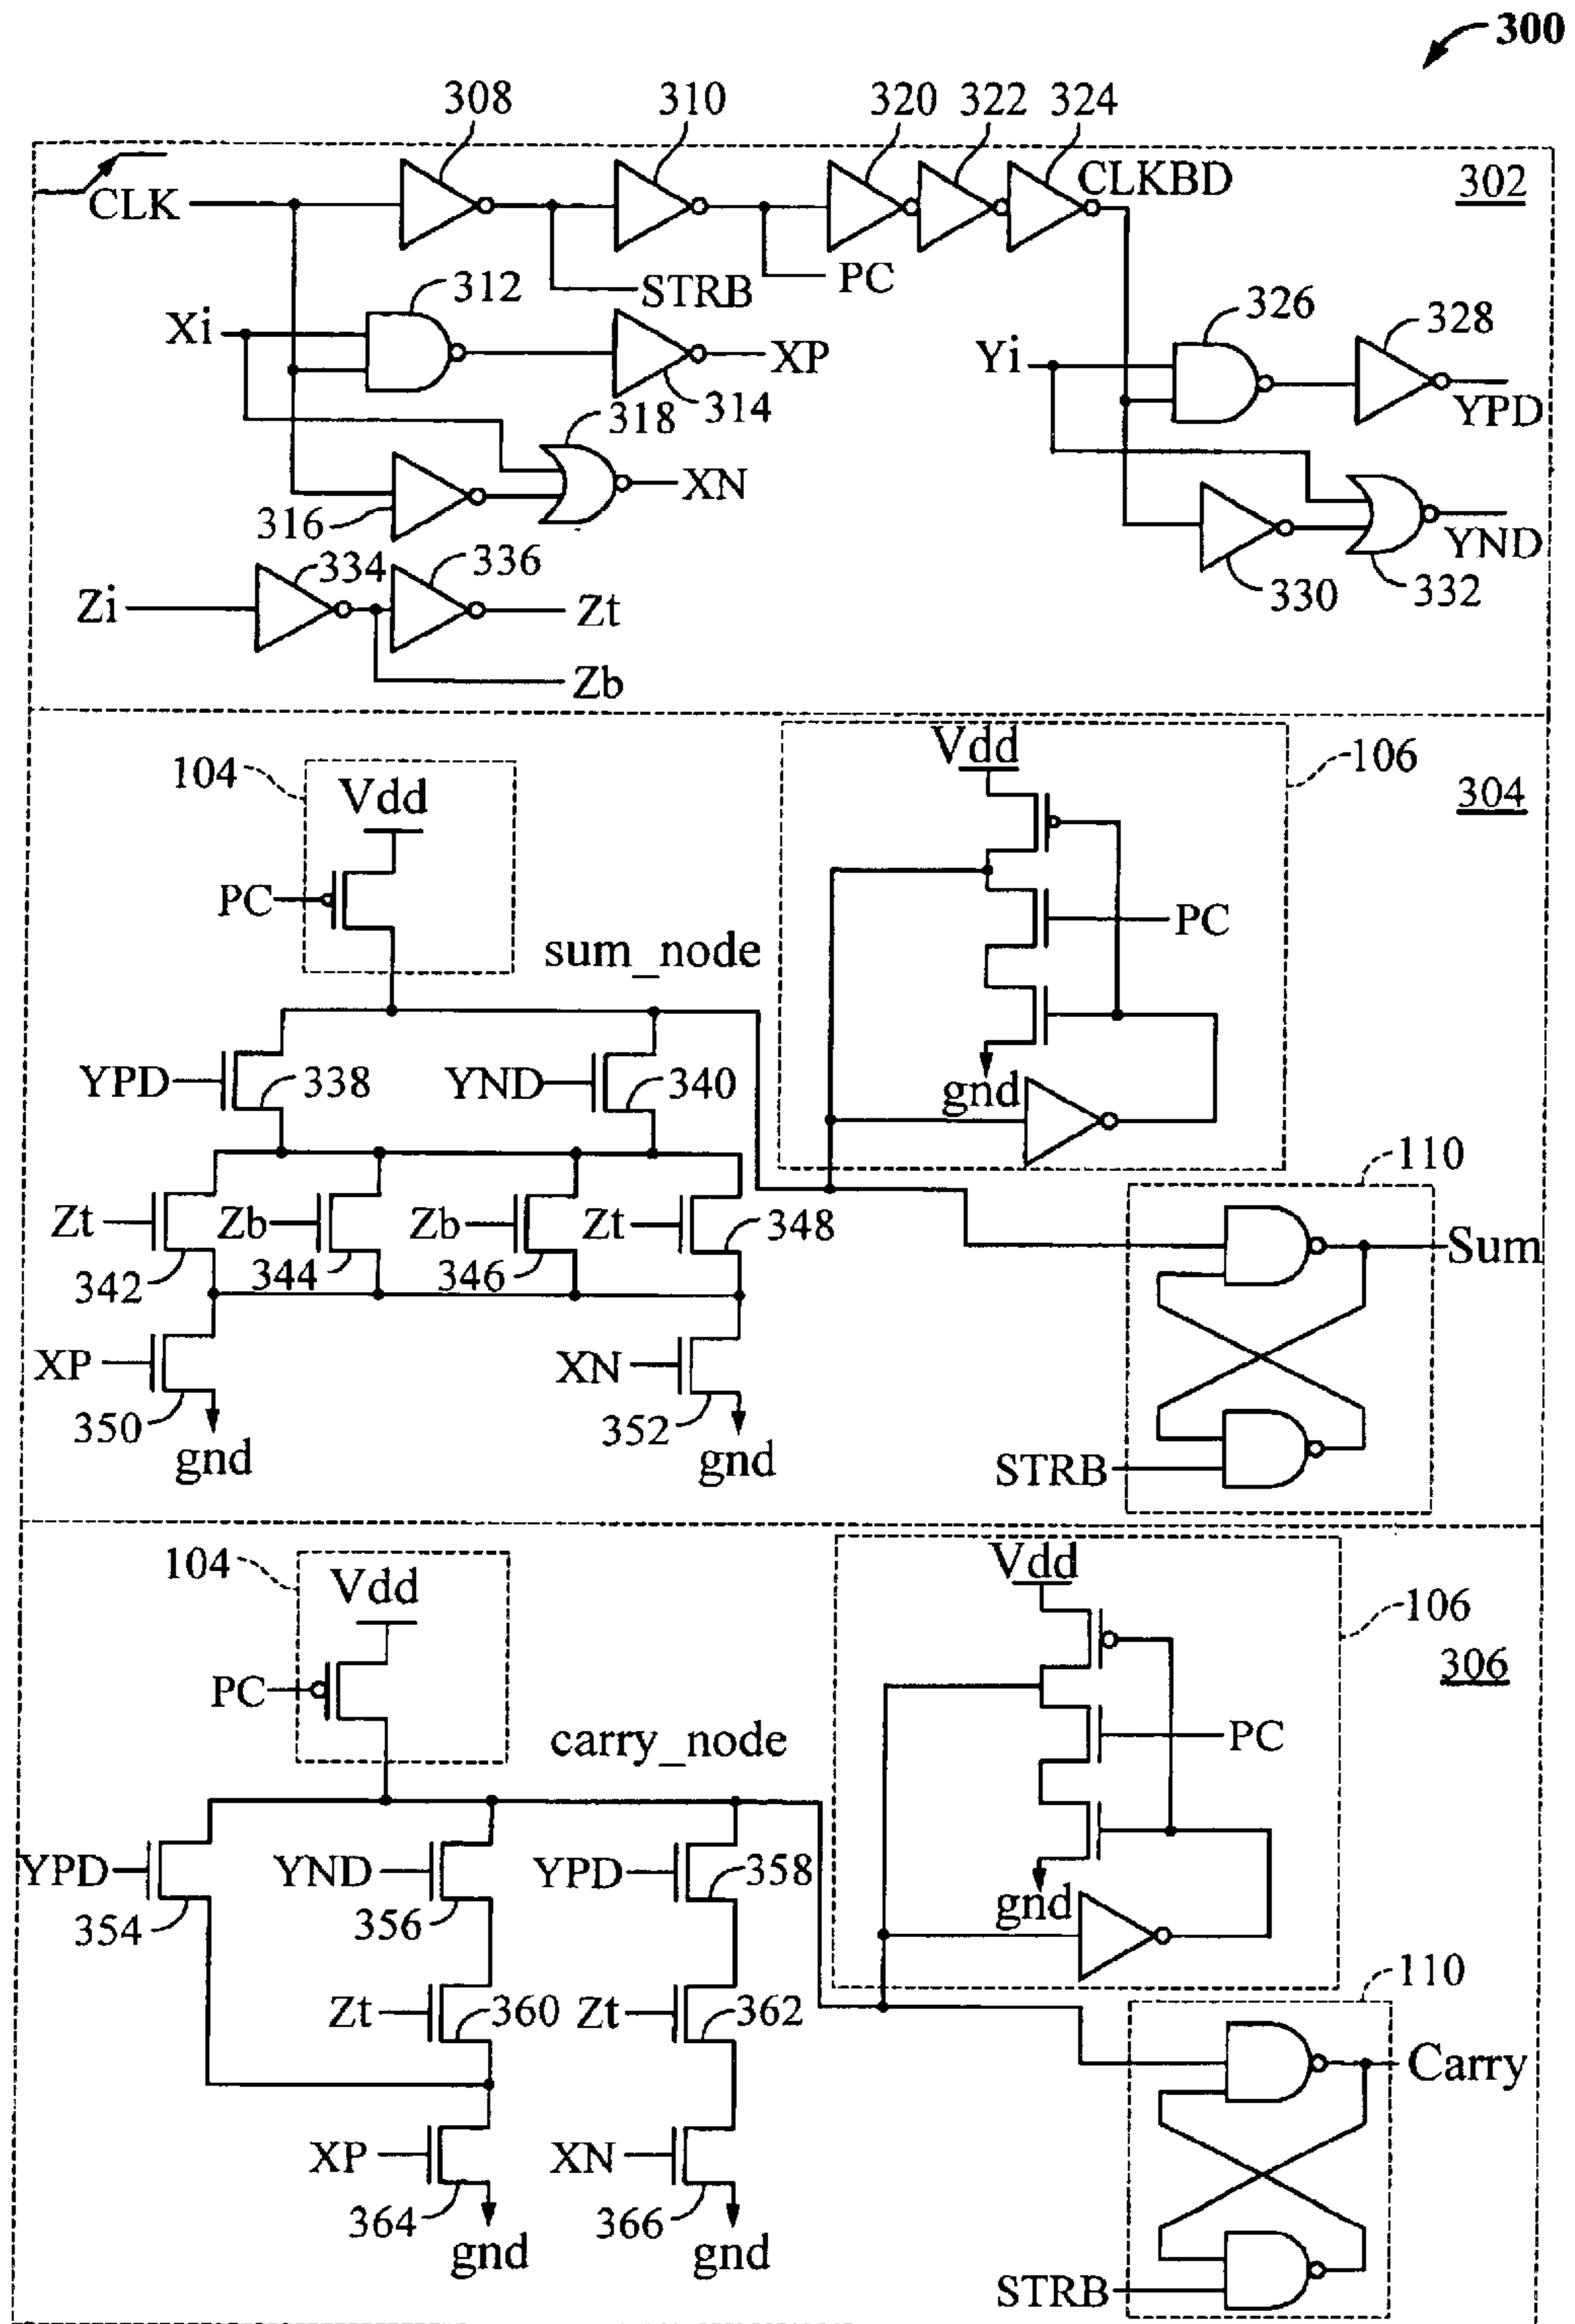 300
308
310
320
322
324
CLK
CLKBD
302
STRB
PC
312
Xi
XP
314
318
XN
316
326
328
Yi
YPD
YND
330
332
334
336
Zi
Zt
Zb
104
Vdd
PC
sum_node
Vdd
106
304
PC
gnd
YPD
338
YND
340
Zt
Zb
Zb
Zt
342
344
346
348
XP
350
gnd
XN
352
gnd
110
Sum
STRB
104
Vdd
PC
carry_node
Vdd
106
306
PC
gnd
YPD
354
YND
356
YPD
358
Zt
360
Zt
362
XP
364
gnd
XN
366
gnd
110
Carry
STRB